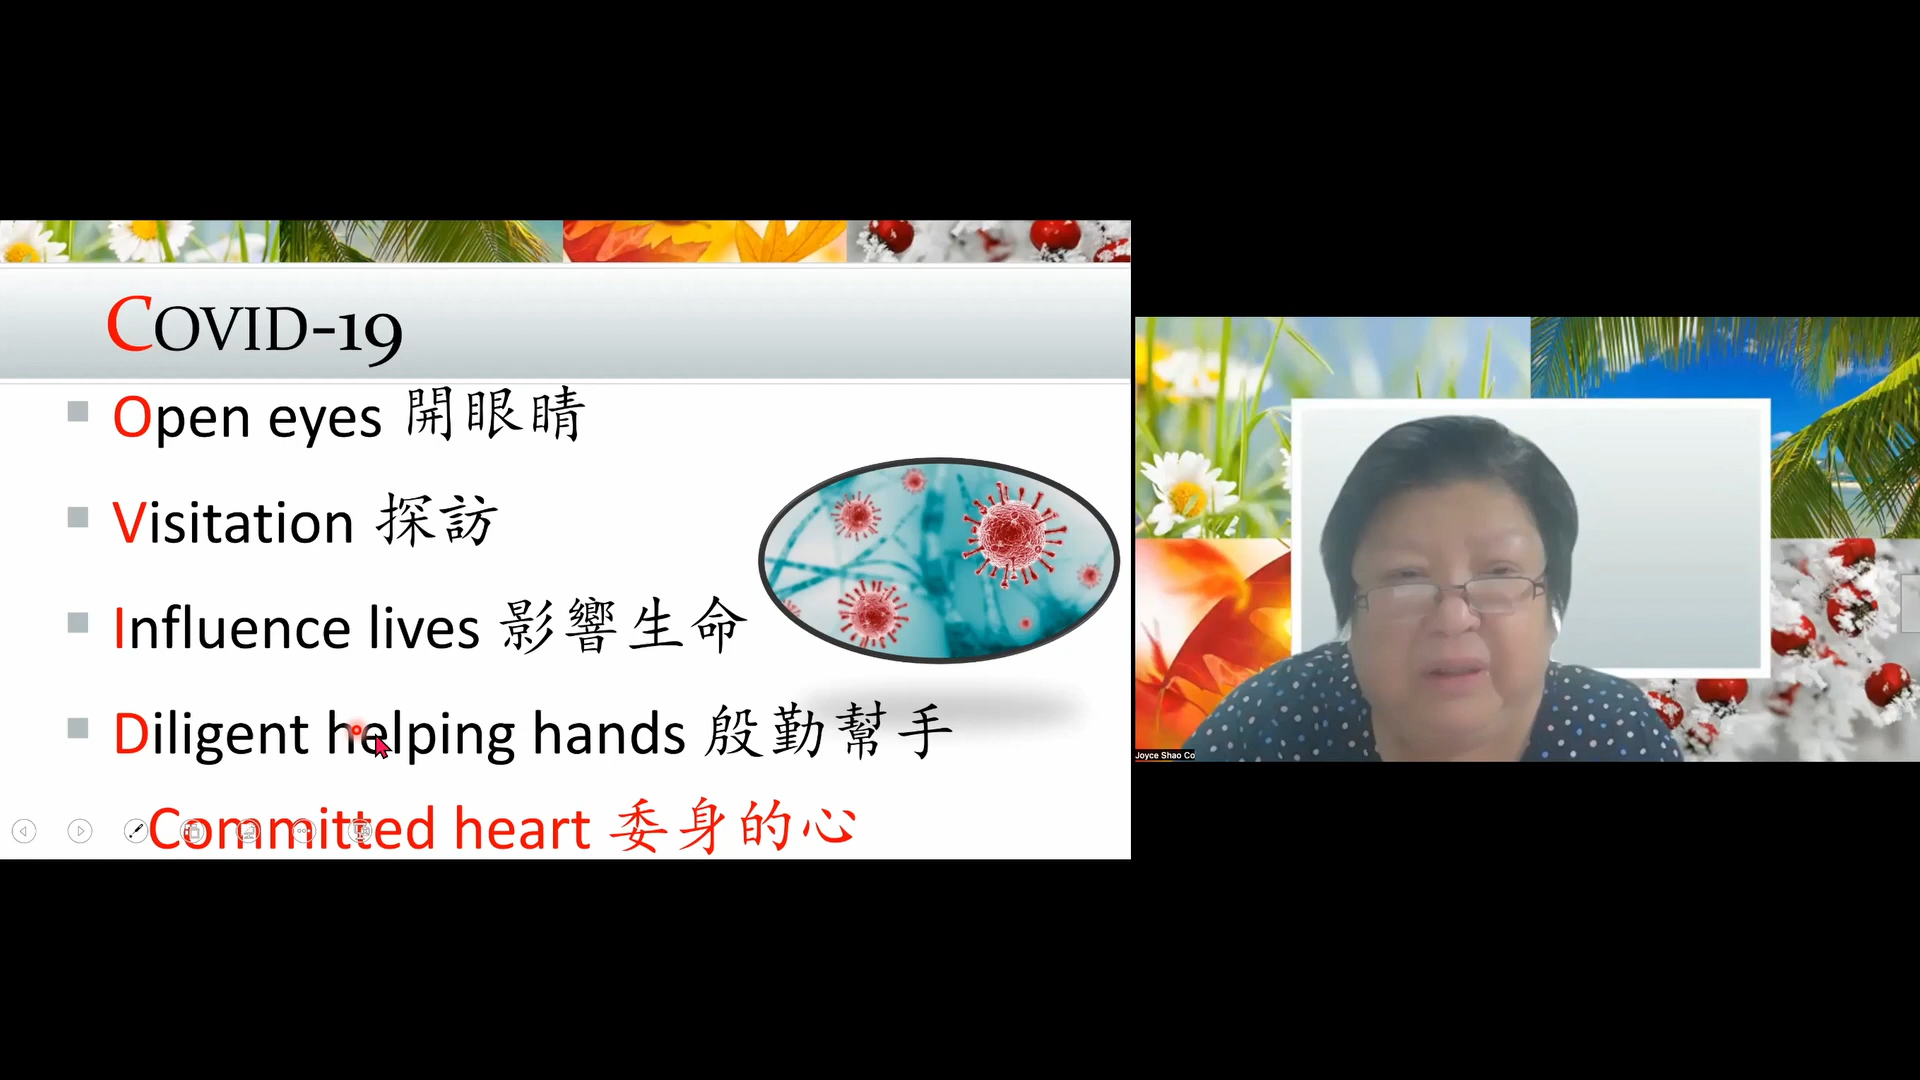 COVID-19
Open eyes 開眼睛
Visitation 探訪
Influence lives 影響生命
Diligent helping hands 殷勤幫手
Committed heart 委身的心
Joyce Shao Co